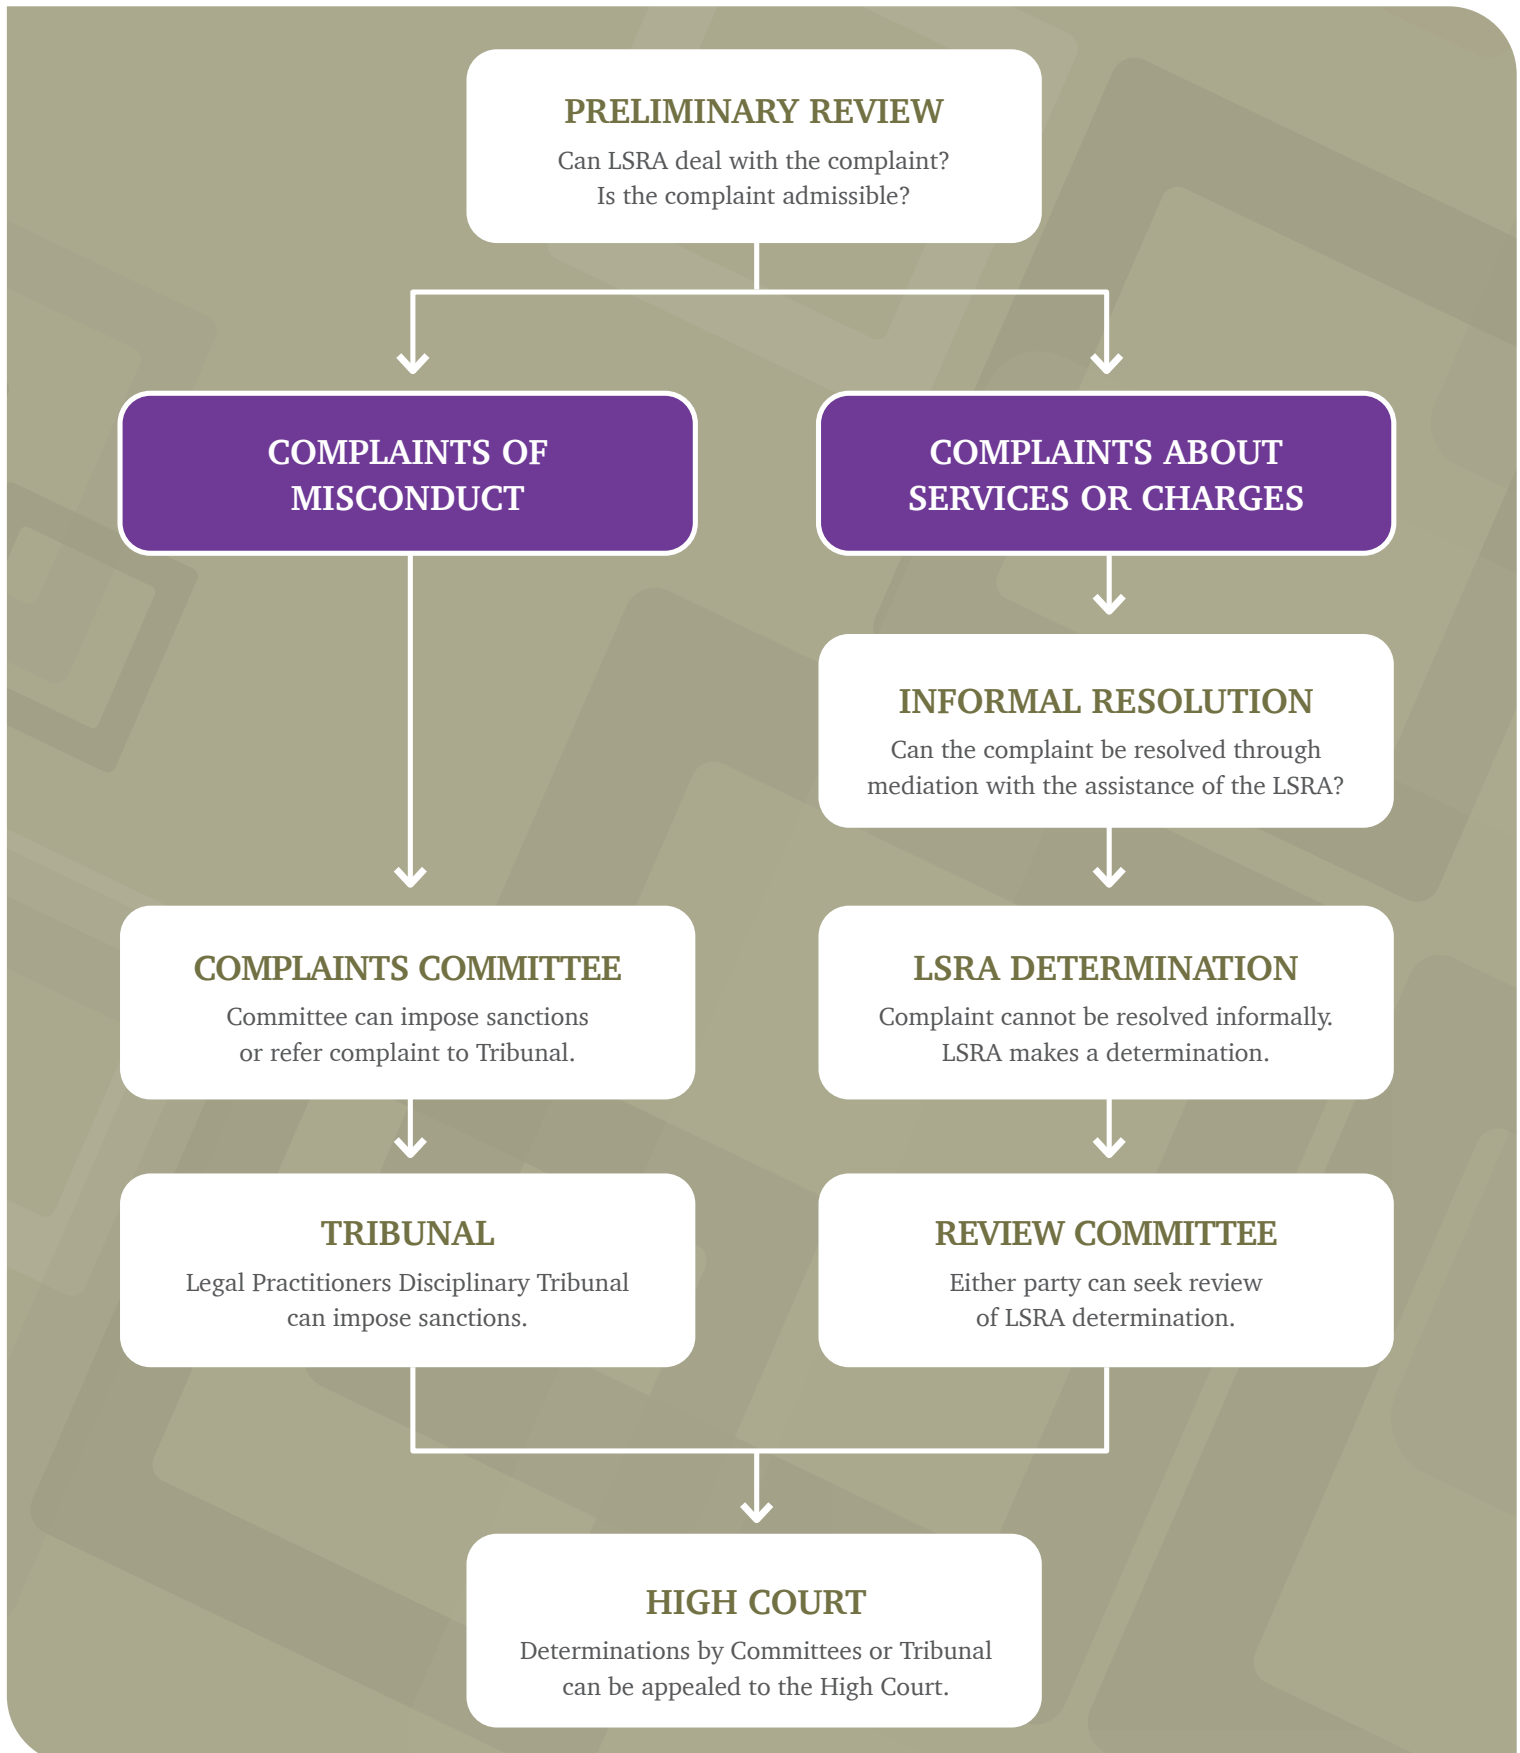 PRELIMINARY REVIEW
Can LSRA deal with the complaint?
Is the complaint admissible?
COMPLAINTS OF
MISCONDUCT
COMPLAINTS ABOUT
SERVICES OR CHARGES
INFORMAL RESOLUTION
Can the complaint be resolved through
mediation with the assistance of the LSRA?
COMPLAINTS COMMITTEE
Committee can impose sanctions
or refer complaint to Tribunal.
LSRA DETERMINATION
Complaint cannot be resolved informally.
LSRA makes a determination.
TRIBUNAL
Legal Practitioners Disciplinary Tribunal
can impose sanctions.
REVIEW COMMITTEE
Either party can seek review
of LSRA determination.
HIGH COURT
Determinations by Committees or Tribunal
can be appealed to the High Court.